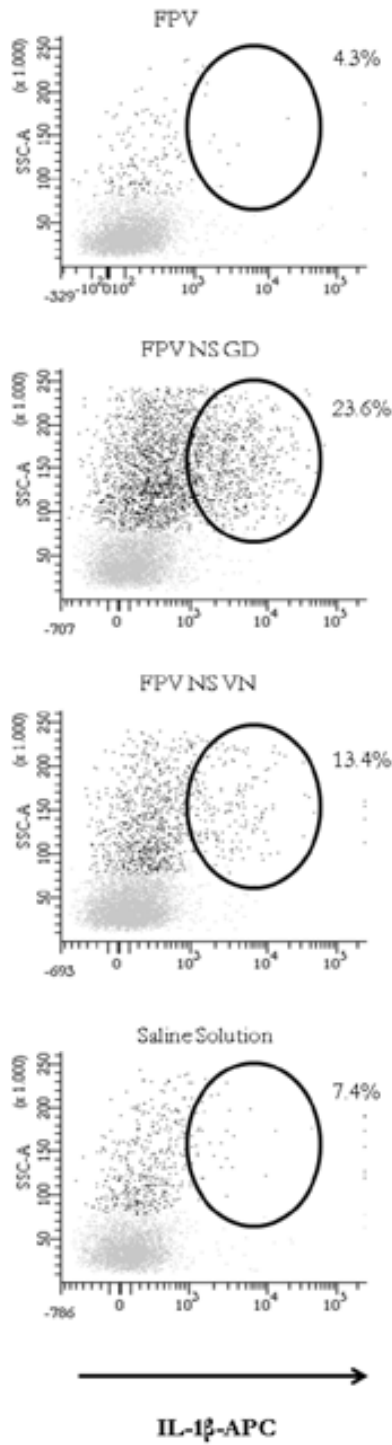 FPV
4.3%
SSC-A
(x 1.000)
50 100 150 200 250
-329
-10² 0 10² 10³ 10⁴ 10⁵
FPV NS GD
23.6%
SSC-A
(x 1.000)
50 100 150 200 250
-707
0 10³ 10⁴ 10⁵
FPV NS VN
13.4%
SSC-A
(x 1.000)
50 100 150 200 250
-693
0 10³ 10⁴ 10⁵
Saline Solution
7.4%
SSC-A
(x 1.000)
50 100 150 200 250
-786
0 10³ 10⁴ 10⁵
IL-1β-APC